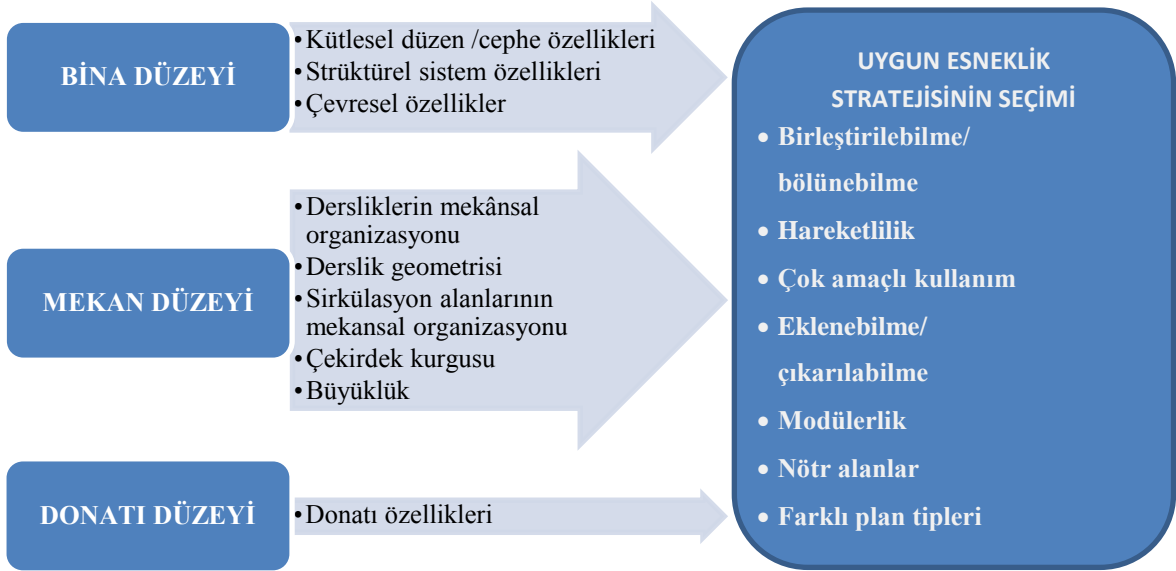 BİNA DÜZEYİ
•Kütlesel düzen /cephe özellikleri
•Strüktürel sistem özellikleri
•Çevresel özellikler
MEKAN DÜZEYİ
•Dersliklerin mekânsal
organizasyonu
•Derslik geometrisi
•Sirkülasyon alanlarının
mekansal organizasyonu
•Çekirdek kurgusu
•Büyüklük
DONATI DÜZEYİ
•Donatı özellikleri
UYGUN ESNEKLİK
STRATEJİSİNİN SEÇİMİ
• Birleştirilebilme/
bölünebilme
• Hareketlilik
• Çok amaçlı kullanım
• Eklenebilme/
çıkarılabilme
• Modülerlik
• Nötr alanlar
• Farklı plan tipleri